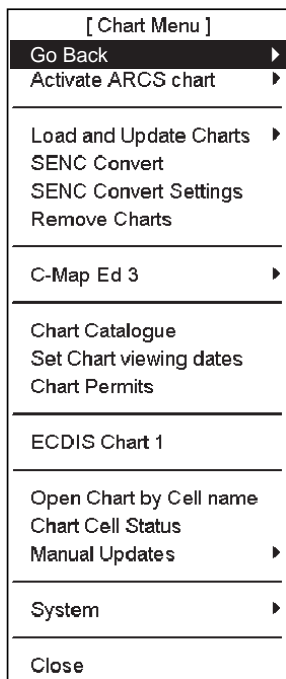 [ Chart Menu ]
Go Back
Activate ARCS chart
Load and Update Charts
SENC Convert
SENC Convert Settings
Remove Charts
C-Map Ed 3
Chart Catalogue
Set Chart viewing dates
Chart Permits
ECDIS Chart 1
Open Chart by Cell name
Chart Cell Status
Manual Updates
System
Close